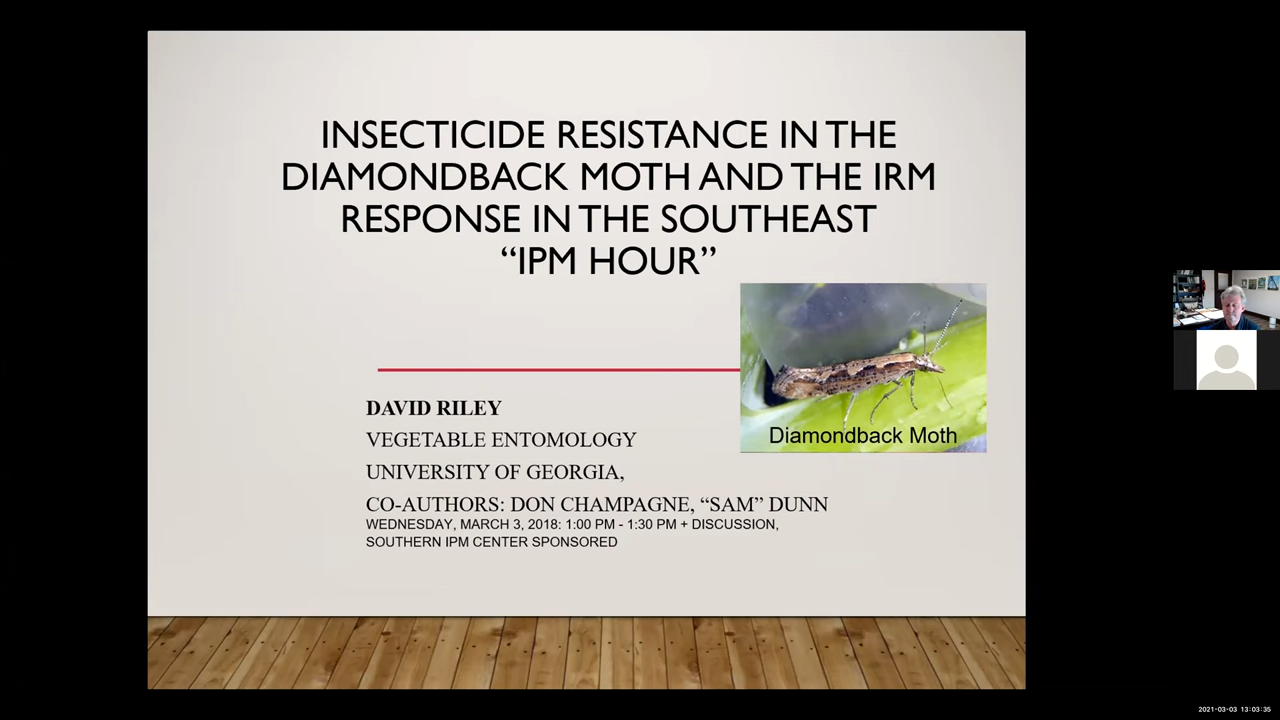 INSECTICIDE RESISTANCE IN THE
DIAMONDBACK MOTH AND THE IRM
RESPONSE IN THE SOUTHEAST
“IPM HOUR”
Diamondback Moth
DAVID RILEY
VEGETABLE ENTOMOLOGY
UNIVERSITY OF GEORGIA,
CO-AUTHORS: DON CHAMPAGNE, “SAM” DUNN
WEDNESDAY, MARCH 3, 2018: 1:00 PM - 1:30 PM + DISCUSSION,
SOUTHERN IPM CENTER SPONSORED
2021-03-03 13:03:35